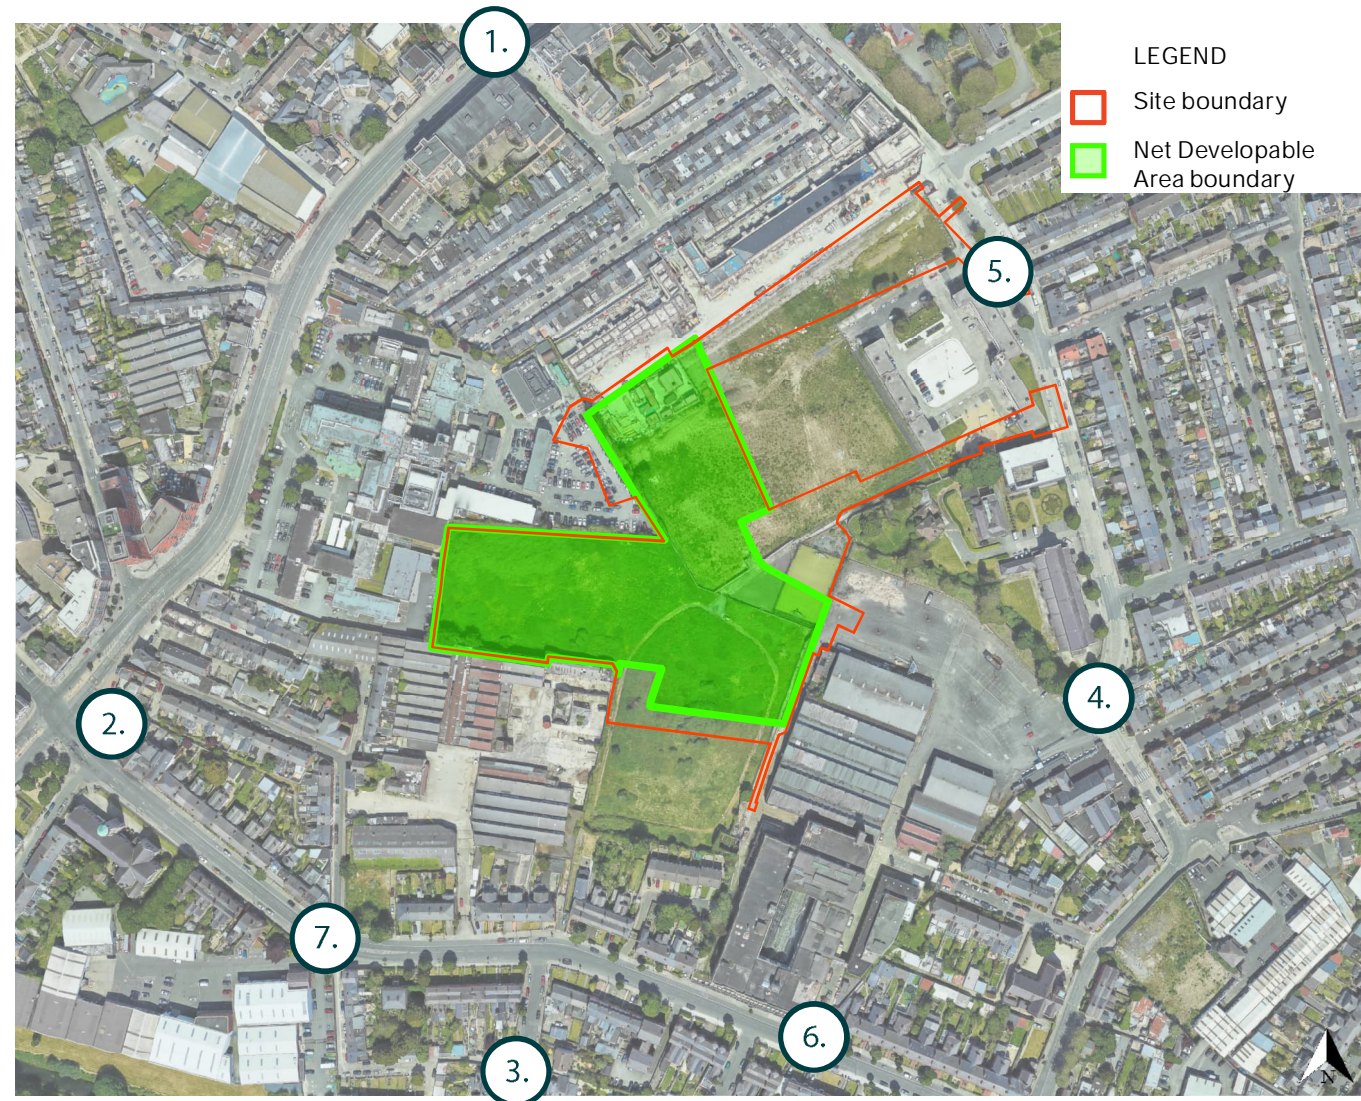 1.
LEGEND
Site boundary
Net Developable
Area boundary
5.
4.
2.
7.
6.
3.
N